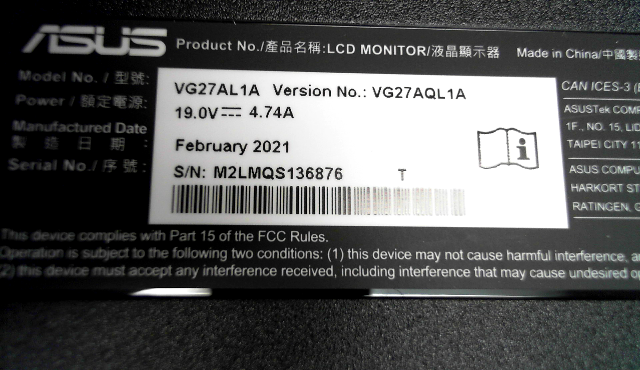 ASUS Product No./產品名稱:LCD MONITOR/液晶顯示器 Made in China/中國製
Model No. / 型號: VG27AL1A Version No.: VG27AQL1A CAN ICES-3 (
Power / 額定電源: 19.0V 4.74A ASUSTek COMPU
1F., NO. 15, LID
Manufactured Date February 2021 TAIPEI CITY 11
製 造 日 期 :
Serial No./ 序 號: S/N: M2LMQS136876 T ASUS COMPU
HARKORT ST
RATINGEN, G
This device complies with Part 15 of the FCC Rules.
Operation is subject to the following two conditions: (1) this device may not cause harmful interference, a
(2) this device must accept any interference received, including interference that may cause undesired o